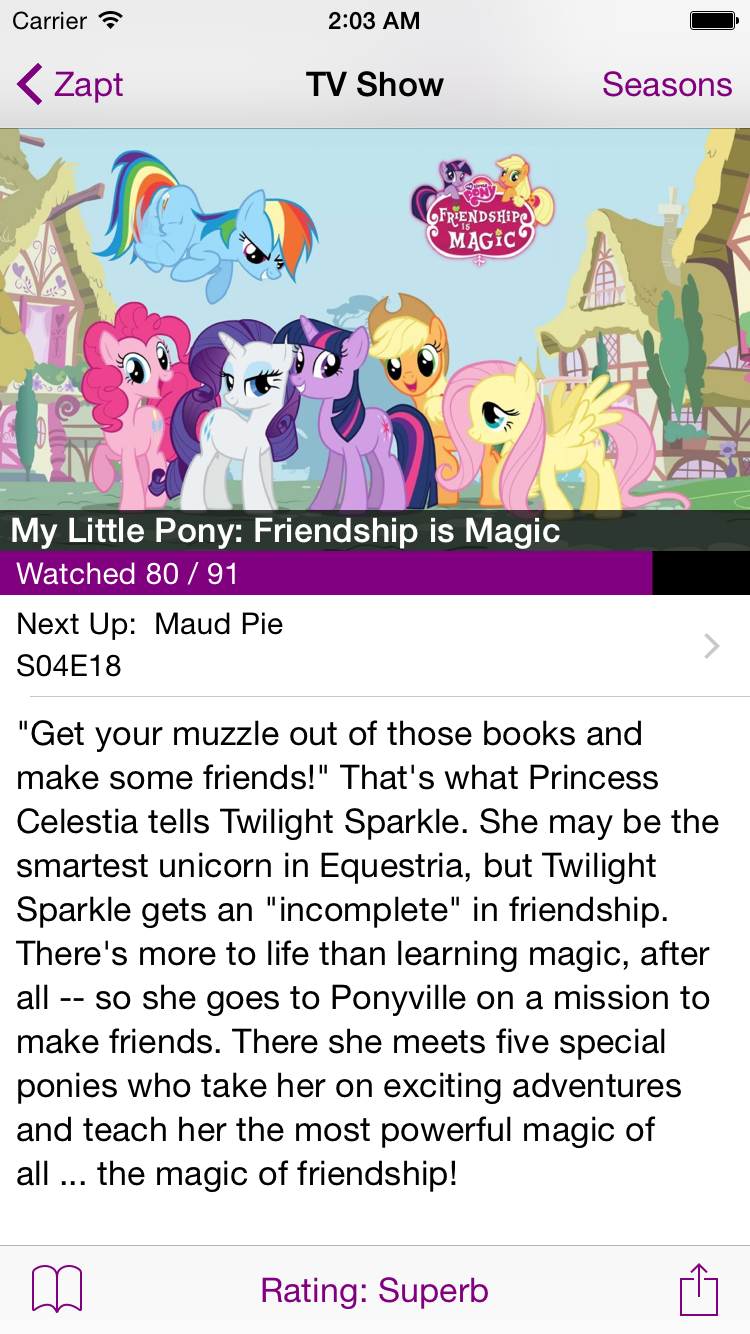 Carrier 2:03 AM
Zapt TV Show Seasons
My Little
PONY
FRiENDSHiP
iS
MAGiC
My Little Pony: Friendship is Magic
Watched 80 / 91
Next Up: Maud Pie
S04E18
"Get your muzzle out of those books and
make some friends!" That's what Princess
Celestia tells Twilight Sparkle. She may be the
smartest unicorn in Equestria, but Twilight
Sparkle gets an "incomplete" in friendship.
There's more to life than learning magic, after
all -- so she goes to Ponyville on a mission to
make friends. There she meets five special
ponies who take her on exciting adventures
and teach her the most powerful magic of
all ... the magic of friendship!
Rating: Superb